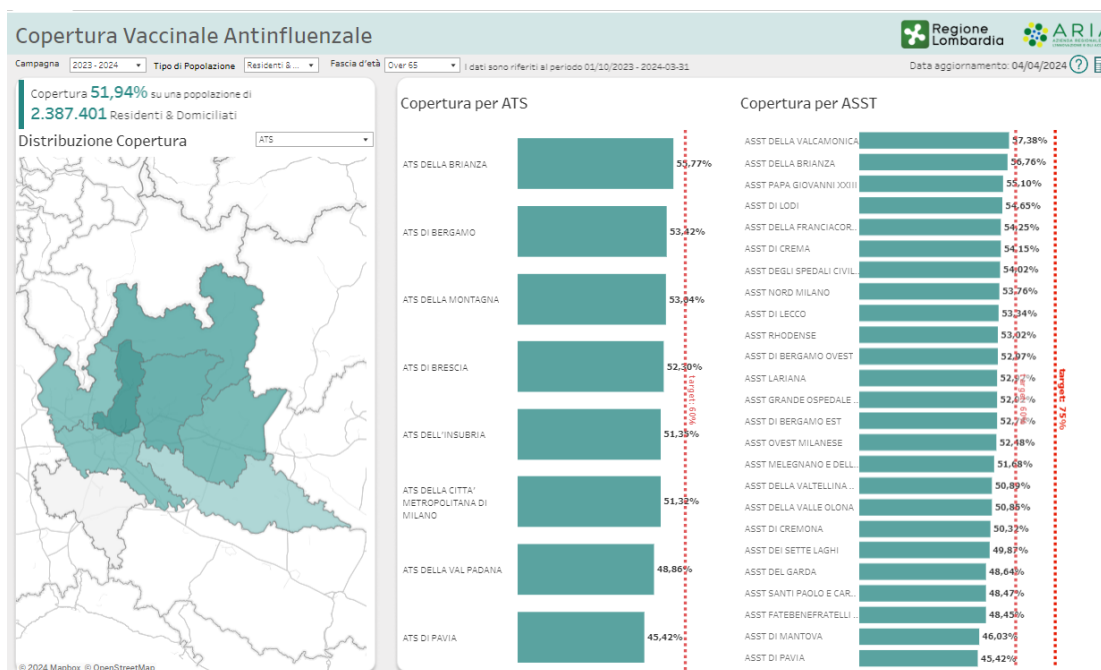 Copertura Vaccinale Antinfluenzale
Regione
Lombardia
ARIA
Campagna 2023 - 2024 Tipo di Popolazione Residenti & ... Fascia d'età Over 65 I dati sono riferiti al periodo 01/10/2023 - 2024-03-31
Data aggiornamento: 04/04/2024 ?
Copertura 51,94% su una popolazione di
2.387.401 Residenti & Domiciliati
Distribuzione Copertura ATS
© 2024 Mapbox © OpenStreetMap
Copertura per ATS
ATS DELLA BRIANZA 55,77%
ATS DI BERGAMO 53,42%
ATS DELLA MONTAGNA
ATS DI BRESCIA 52,30%
ATS DELL'INSUBRIA
ATS DELLA CITTA'
METROPOLITANA DI
MILANO
51,32%
ATS DELLA VAL PADANA 48,86%
ATS DI PAVIA 45,42%
target: 60%
Copertura per ASST
ASST DELLA VALCAMONICA 57,38%
ASST DELLA BRIANZA 56,76%
ASST PAPA GIOVANNI XXIII 55,10%
ASST DI LODI 54,65%
ASST DELLA FRANCIACOR.. 54,25%
ASST DI CREMA 54,15%
ASST DEGLI SPEDALI CIVIL.. 54,02%
ASST NORD MILANO 53,76%
ASST DI LECCO 53,34%
ASST RHODENSE 53,02%
ASST DI BERGAMO OVEST 52,97%
ASST LARIANA
ASST GRANDE OSPEDALE ..
ASST DI BERGAMO EST
ASST OVEST MILANESE 52,48%
ASST MELEGNANO E DELL.. 51,68%
ASST DELLA VALTELLINA .. 50,89%
ASST DELLA VALLE OLONA
ASST DI CREMONA 50,32%
ASST DEI SETTE LAGHI 49,87%
ASST DEL GARDA 48,64%
ASST SANTI PAOLO E CAR.. 48,47%
ASST FATEBENEFRATELLI .. 48,45%
ASST DI MANTOVA 46,03%
ASST DI PAVIA 45,42%
target: 60%
target: 75%